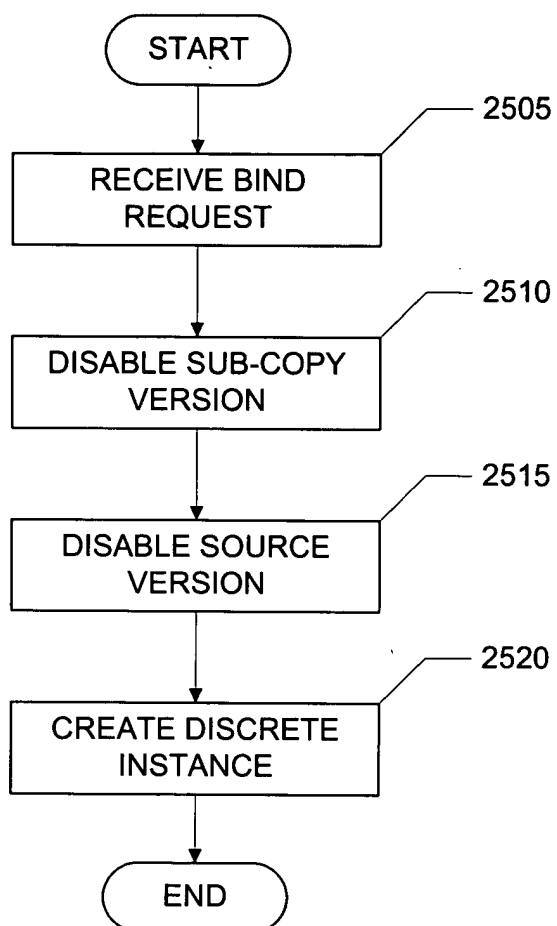 START
2505
RECEIVE BIND
REQUEST
2510
DISABLE SUB-COPY
VERSION
2515
DISABLE SOURCE
VERSION
2520
CREATE DISCRETE
INSTANCE
END